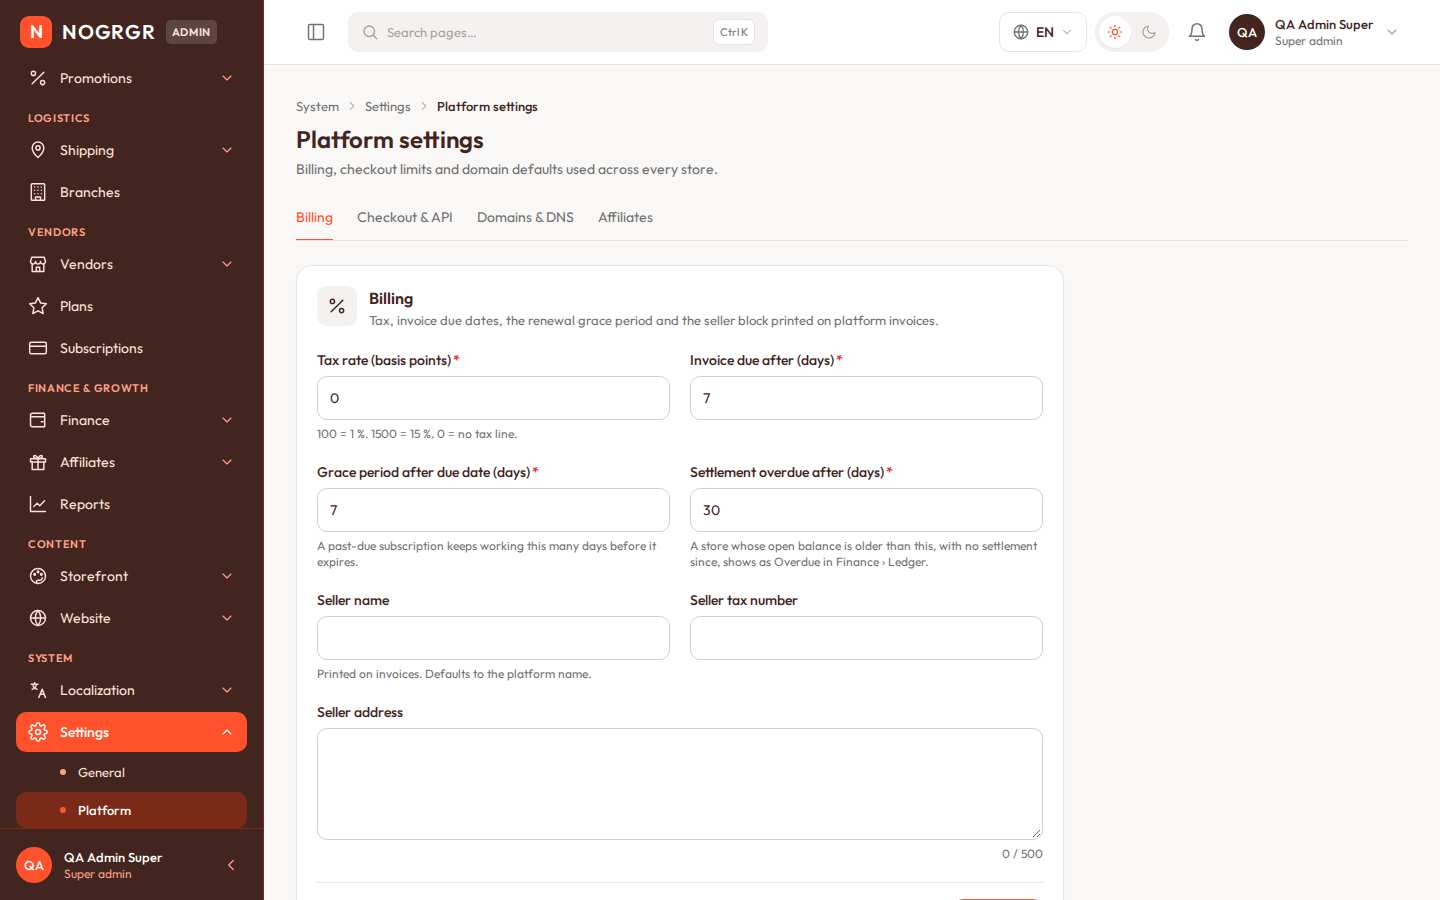 N NOGRGR ADMIN
Search pages...
Ctrl K
EN
QA
QA Admin Super
Super admin
Promotions
LOGISTICS
Shipping
Branches
VENDORS
Vendors
Plans
Subscriptions
FINANCE & GROWTH
Finance
Affiliates
Reports
CONTENT
Storefront
Website
SYSTEM
Localization
Settings
General
Platform
QA
QA Admin Super
Super admin
System > Settings > Platform settings
Platform settings
Billing, checkout limits and domain defaults used across every store.
Billing
Checkout & API
Domains & DNS
Affiliates
Billing
Tax, invoice due dates, the renewal grace period and the seller block printed on platform invoices.
Tax rate (basis points) *
0
100 = 1 %. 1500 = 15 %. 0 = no tax line.
Invoice due after (days) *
7
Grace period after due date (days) *
7
A past-due subscription keeps working this many days before it
expires.
Settlement overdue after (days) *
30
A store whose open balance is older than this, with no settlement
since, shows as Overdue in Finance › Ledger.
Seller name
Printed on invoices. Defaults to the platform name.
Seller tax number
Seller address
0 / 500